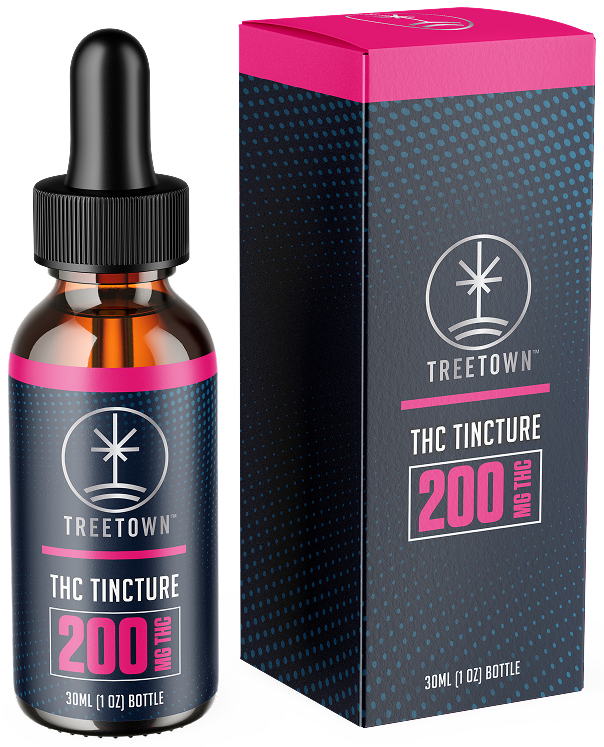 TREETOWN™
THC TINCTURE
200 MG THC
30ML (1 OZ) BOTTLE
TREETOWN™
THC TINCTURE
200 MG THC
30ML (1 OZ) BOTTLE